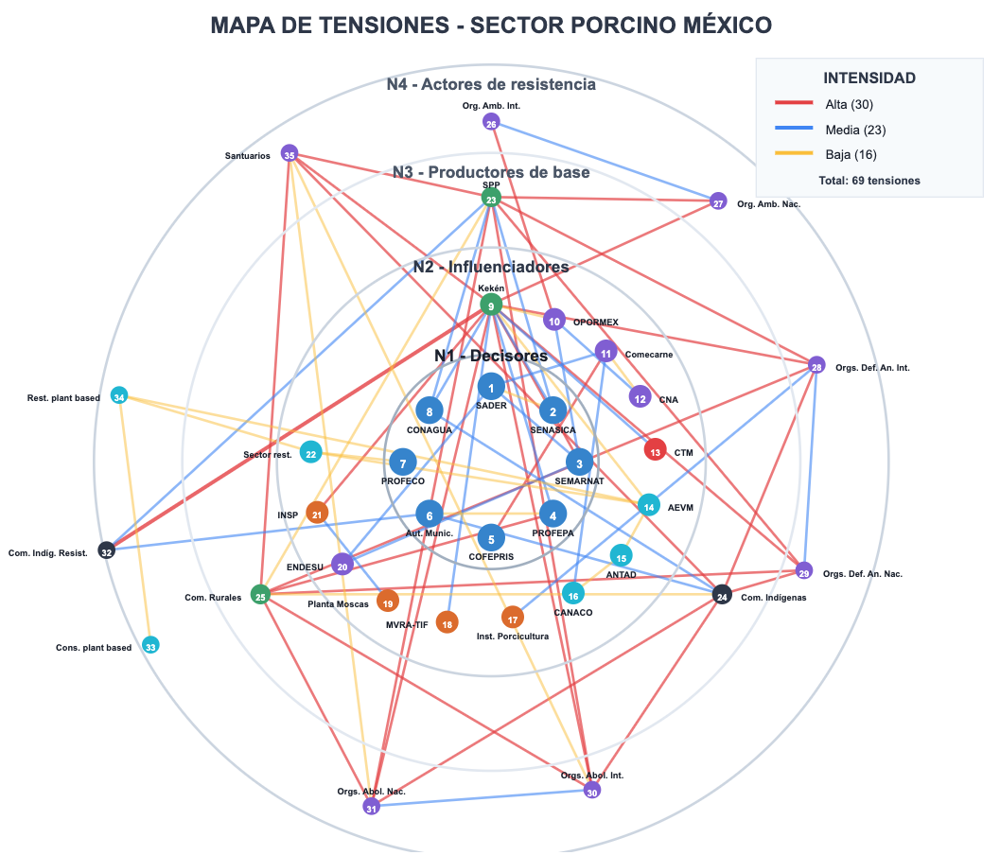 MAPA DE TENSIONES - SECTOR PORCINO MÉXICO
INTENSIDAD
Alta (30)
Media (23)
Baja (16)
Total: 69 tensiones
N4 - Actores de resistencia
Org. Amb. Int.
26
35
Santuarios
N3 - Productores de base
SPP
23
27
Org. Amb. Nac.
N2 - Influenciadores
Kekén
9
10
OPORMEX
N1 - Decisores
11
Comecarne
28
Orgs. Def. An. Int.
1
SADER
12
CNA
34
Rest. plant based
8
CONAGUA
2
SENASICA
22
Sector rest.
7
PROFECO
3
SEMARNAT
13
CTM
21
INSP
6
Aut. Munic.
4
PROFEPA
14
AEVM
5
COFEPRIS
32
Com. Indíg. Resist.
20
ENDESU
15
ANTAD
29
Orgs. Def. An. Nac.
25
Com. Rurales
19
Planta Moscas
16
CANACO
24
Com. Indígenas
18
MVRA-TIF
17
Inst. Porcicultura
33
Cons. plant based
Orgs. Abol. Int.
30
Orgs. Abol. Nac.
31